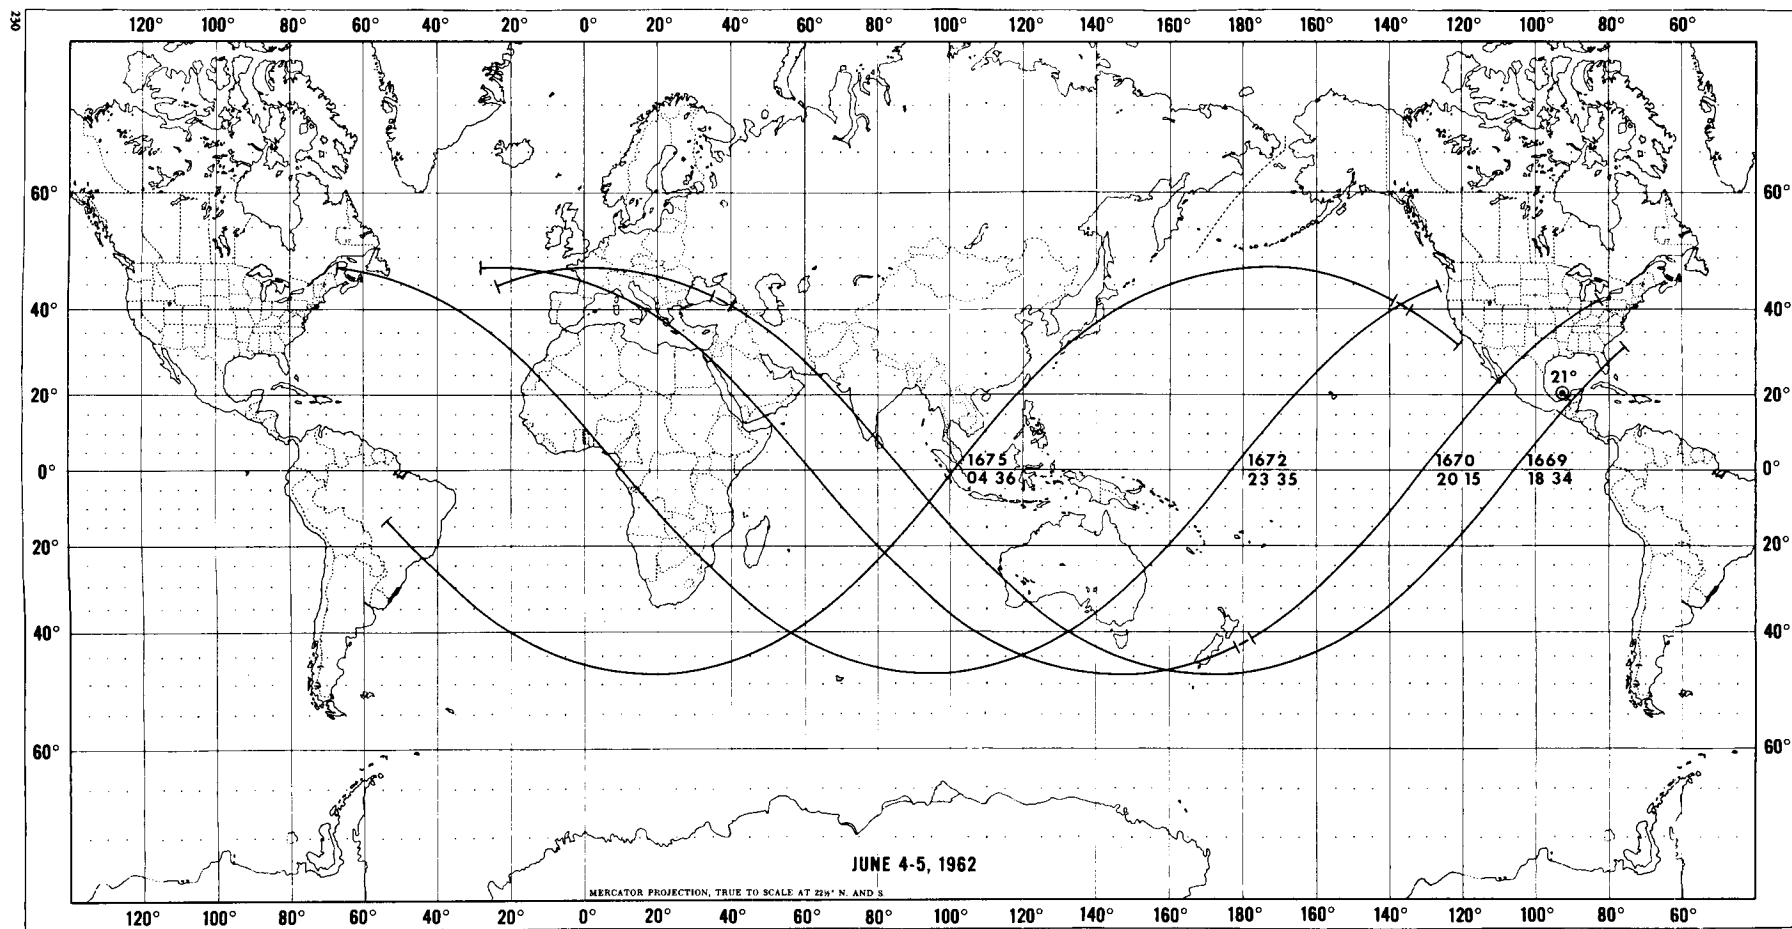 230
120° 100° 80° 60° 40° 20° 0° 20° 40° 60° 80° 100° 120° 140° 160° 180° 160° 140° 120° 100° 80° 60°
60° 60°
40° 40°
21°
20° 20°
1675 1672 1670 1669
0° 0°
04 36 23 35 20 15 18 34
20° 20°
40° 40°
60° 60°
JUNE 4-5, 1962
MERCATOR PROJECTION, TRUE TO SCALE AT 22½° N. AND S.
120° 100° 80° 60° 40° 20° 0° 20° 40° 60° 80° 100° 120° 140° 160° 180° 160° 140° 120° 100° 80° 60°